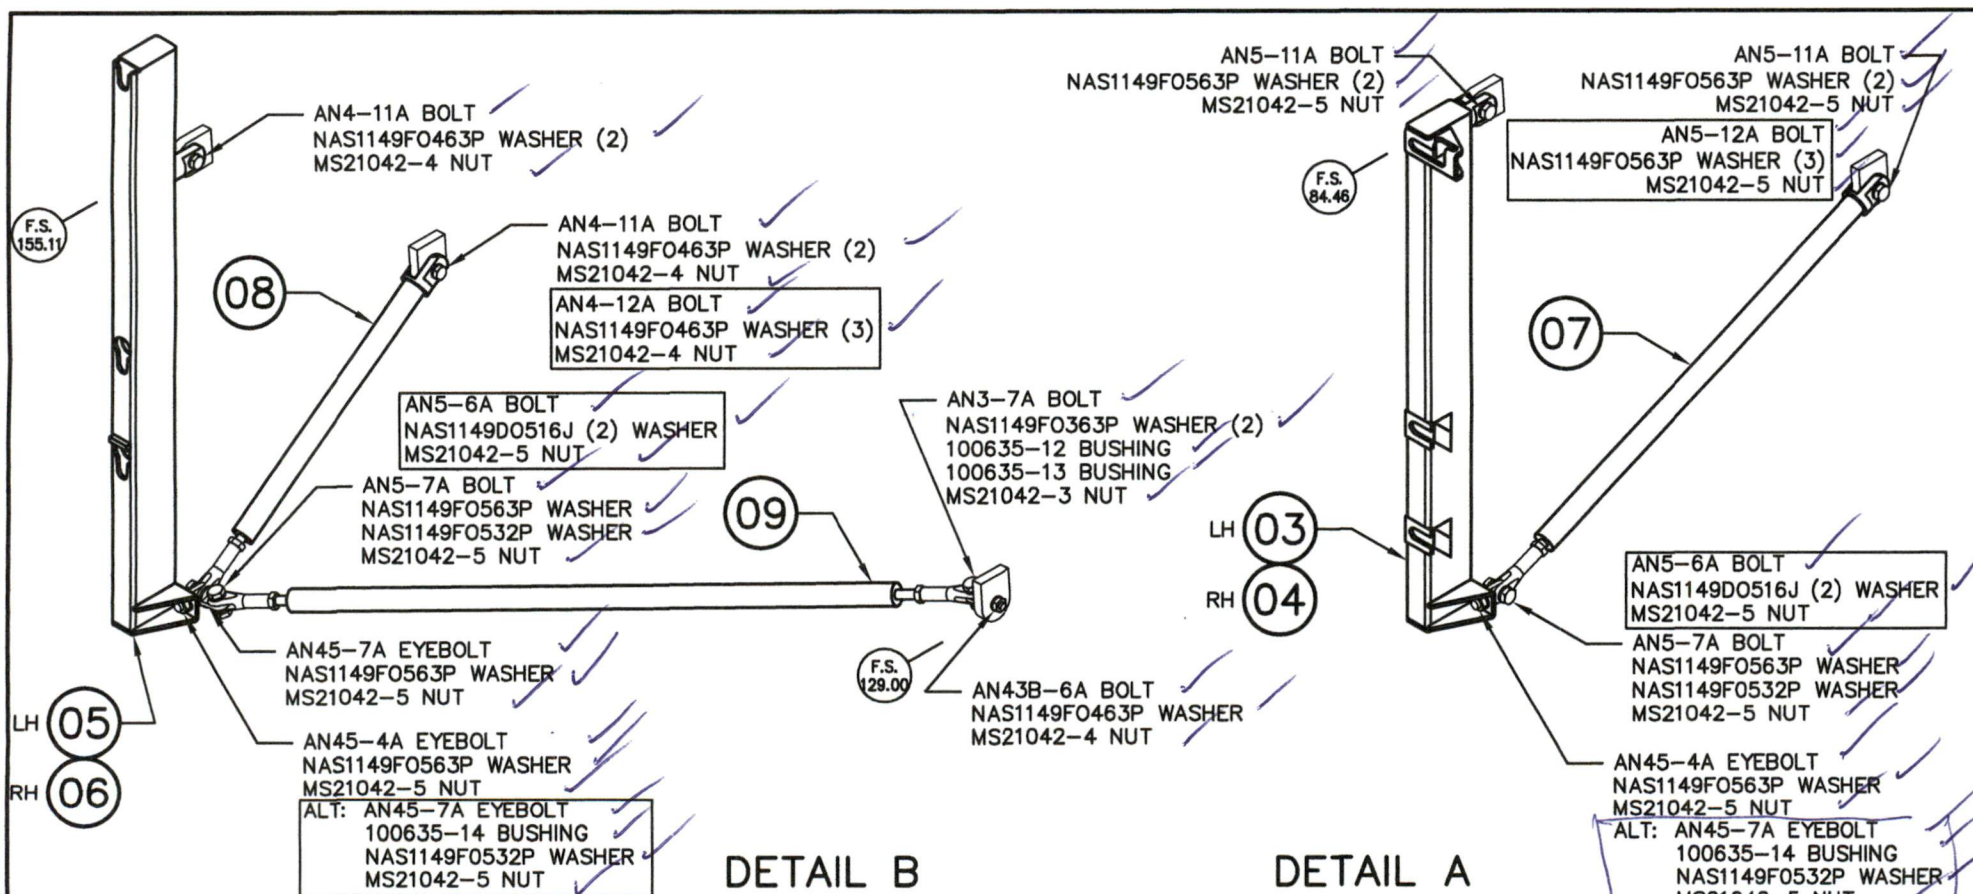 AN4-11A BOLT
NAS1149F0463P WASHER (2)
MS21042-4 NUT
F.S.
155.11
08
AN4-11A BOLT
NAS1149F0463P WASHER (2)
MS21042-4 NUT
AN4-12A BOLT
NAS1149F0463P WASHER (3)
MS21042-4 NUT
AN5-6A BOLT
NAS1149D0516J (2) WASHER
MS21042-5 NUT
AN5-7A BOLT
NAS1149F0563P WASHER
NAS1149F0532P WASHER
MS21042-5 NUT
09
AN3-7A BOLT
NAS1149F0363P WASHER (2)
100635-12 BUSHING
100635-13 BUSHING
MS21042-3 NUT
AN45-7A EYEBOLT
NAS1149F0563P WASHER
MS21042-5 NUT
F.S.
129.00
AN43B-6A BOLT
NAS1149F0463P WASHER
MS21042-4 NUT
LH 05
RH 06
AN45-4A EYEBOLT
NAS1149F0563P WASHER
MS21042-5 NUT
ALT: AN45-7A EYEBOLT
100635-14 BUSHING
NAS1149F0532P WASHER
MS21042-5 NUT
DETAIL B
AN5-11A BOLT
NAS1149F0563P WASHER (2)
MS21042-5 NUT
AN5-11A BOLT
NAS1149F0563P WASHER (2)
MS21042-5 NUT
AN5-12A BOLT
NAS1149F0563P WASHER (3)
MS21042-5 NUT
F.S.
84.46
07
LH 03
RH 04
AN5-6A BOLT
NAS1149D0516J (2) WASHER
MS21042-5 NUT
AN5-7A BOLT
NAS1149F0563P WASHER
NAS1149F0532P WASHER
MS21042-5 NUT
AN45-4A EYEBOLT
NAS1149F0563P WASHER
MS21042-5 NUT
ALT: AN45-7A EYEBOLT
100635-14 BUSHING
NAS1149F0532P WASHER
MS21042-5 NUT
DETAIL A